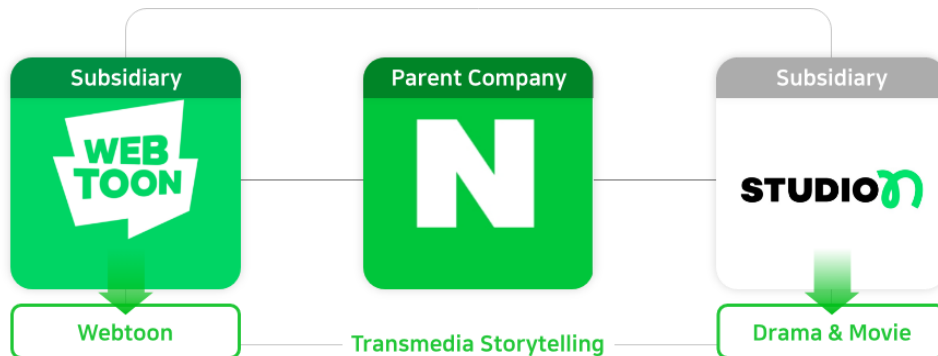 Subsidiary
Parent Company
Subsidiary
WEB
TOON
N
STUDIO n
Webtoon
Transmedia Storytelling
Drama & Movie